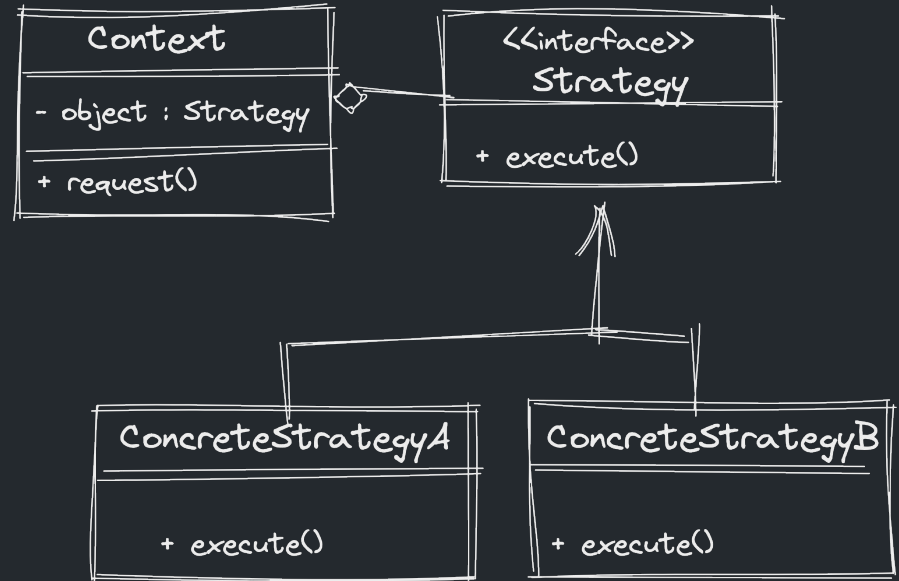 Context
- object : Strategy
+ request()
<<interface>>
Strategy
+ execute()
ConcreteStrategyA
+ execute()
ConcreteStrategyB
+ execute()